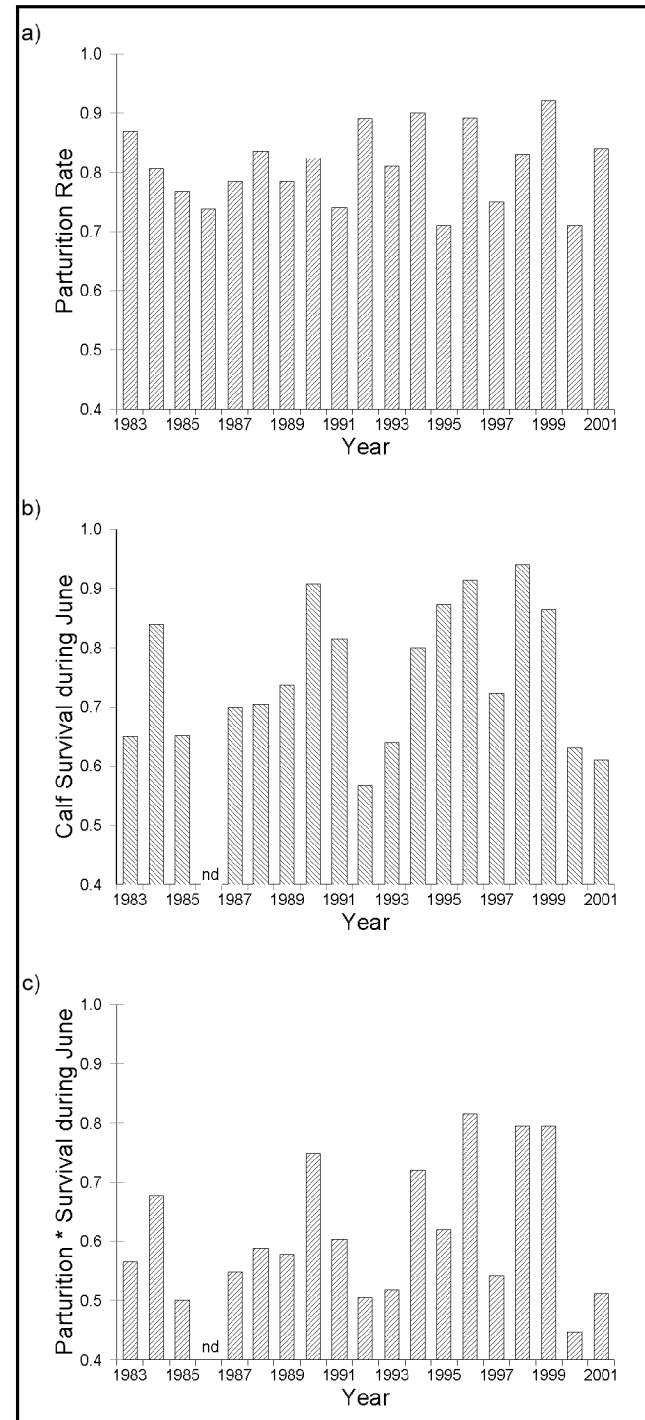 a)
Parturition Rate
1.0
0.9
0.8
0.7
0.6
0.5
0.4
1983 1985 1987 1989 1991 1993 1995 1997 1999 2001
Year
b)
Calf Survival during June
1.0
0.9
0.8
0.7
0.6
0.5
0.4
nd
1983 1985 1987 1989 1991 1993 1995 1997 1999 2001
Year
c)
Parturition * Survival during June
1.0
0.9
0.8
0.7
0.6
0.5
0.4
nd
1983 1985 1987 1989 1991 1993 1995 1997 1999 2001
Year